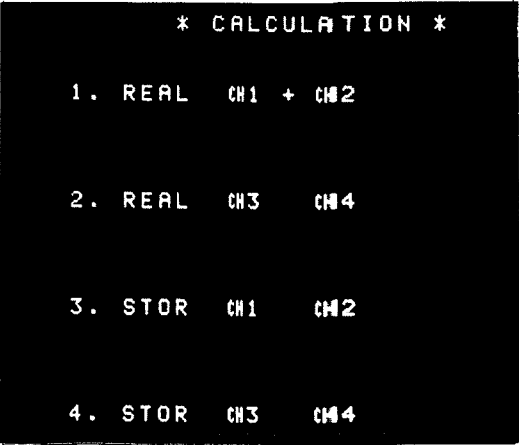 * CALCULATION *
1. REAL CH1 + CH2
2. REAL CH3 CH4
3. STOR CH1 CH2
4. STOR CH3 CH4